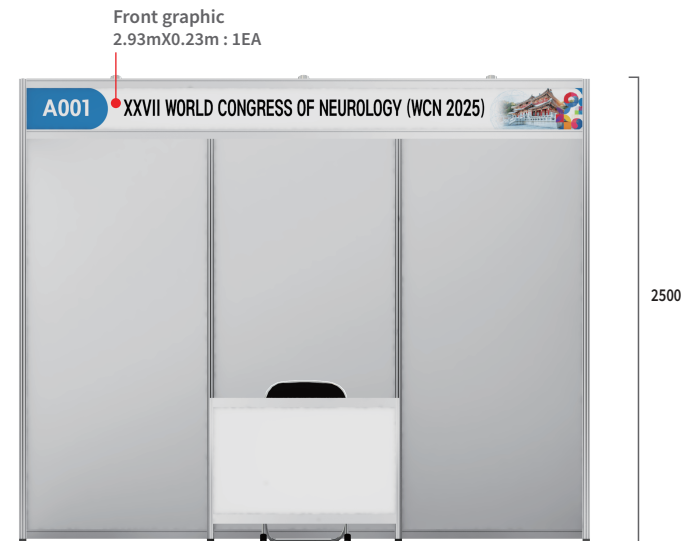 Front graphic
2.93mX0.23m : 1EA
A001 XXVII WORLD CONGRESS OF NEUROLOGY (WCN 2025)
2500